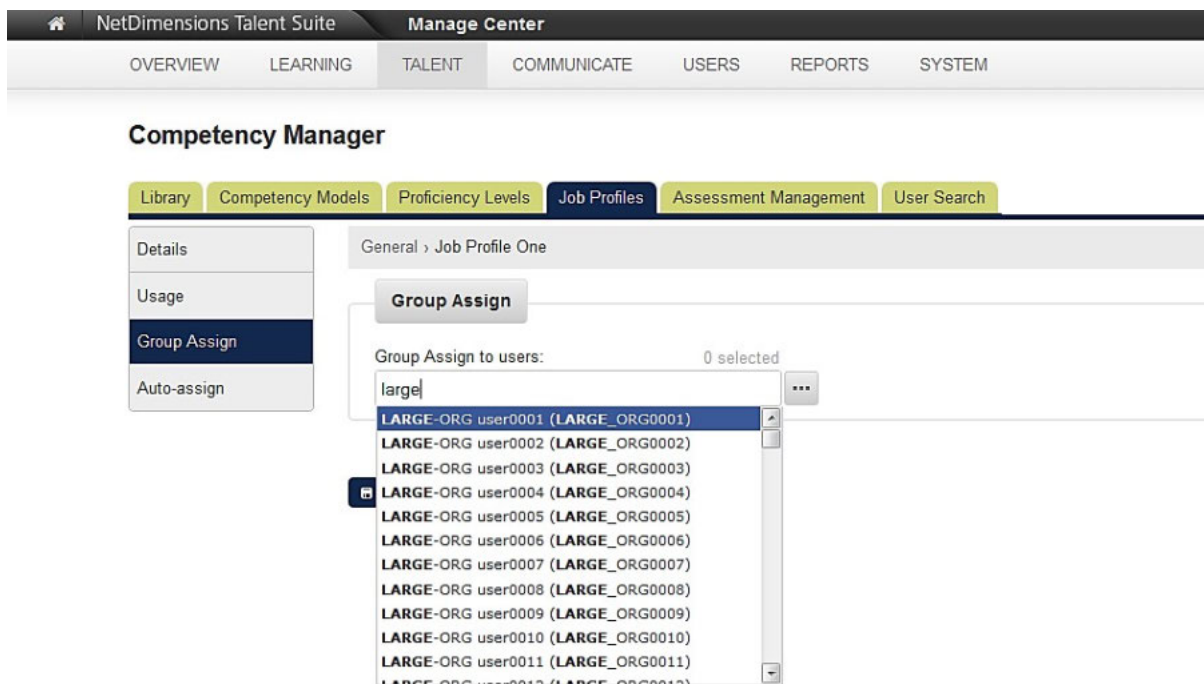 NetDimensions Talent Suite Manage Center
OVERVIEW LEARNING TALENT COMMUNICATE USERS REPORTS SYSTEM
Competency Manager
Library Competency Models Proficiency Levels Job Profiles Assessment Management User Search
Details
General › Job Profile One
Usage
Group Assign
Group Assign
Group Assign to users: 0 selected
Auto-assign
large
...
LARGE-ORG user0001 (LARGE_ORG0001)
LARGE-ORG user0002 (LARGE_ORG0002)
LARGE-ORG user0003 (LARGE_ORG0003)
LARGE-ORG user0004 (LARGE_ORG0004)
LARGE-ORG user0005 (LARGE_ORG0005)
LARGE-ORG user0006 (LARGE_ORG0006)
LARGE-ORG user0007 (LARGE_ORG0007)
LARGE-ORG user0008 (LARGE_ORG0008)
LARGE-ORG user0009 (LARGE_ORG0009)
LARGE-ORG user0010 (LARGE_ORG0010)
LARGE-ORG user0011 (LARGE_ORG0011)